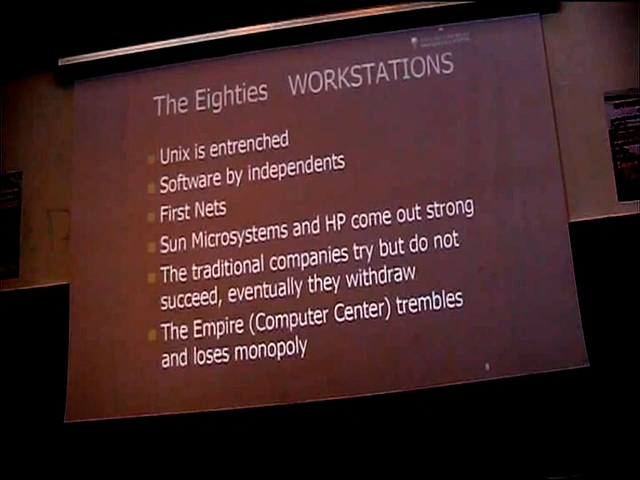 The Eighties WORKSTATIONS
Unix is entrenched
Software by independents
First Nets
Sun Microsystems and HP come out strong
The traditional companies try but do not
succeed, eventually they withdraw
The Empire (Computer Center) trembles
and loses monopoly